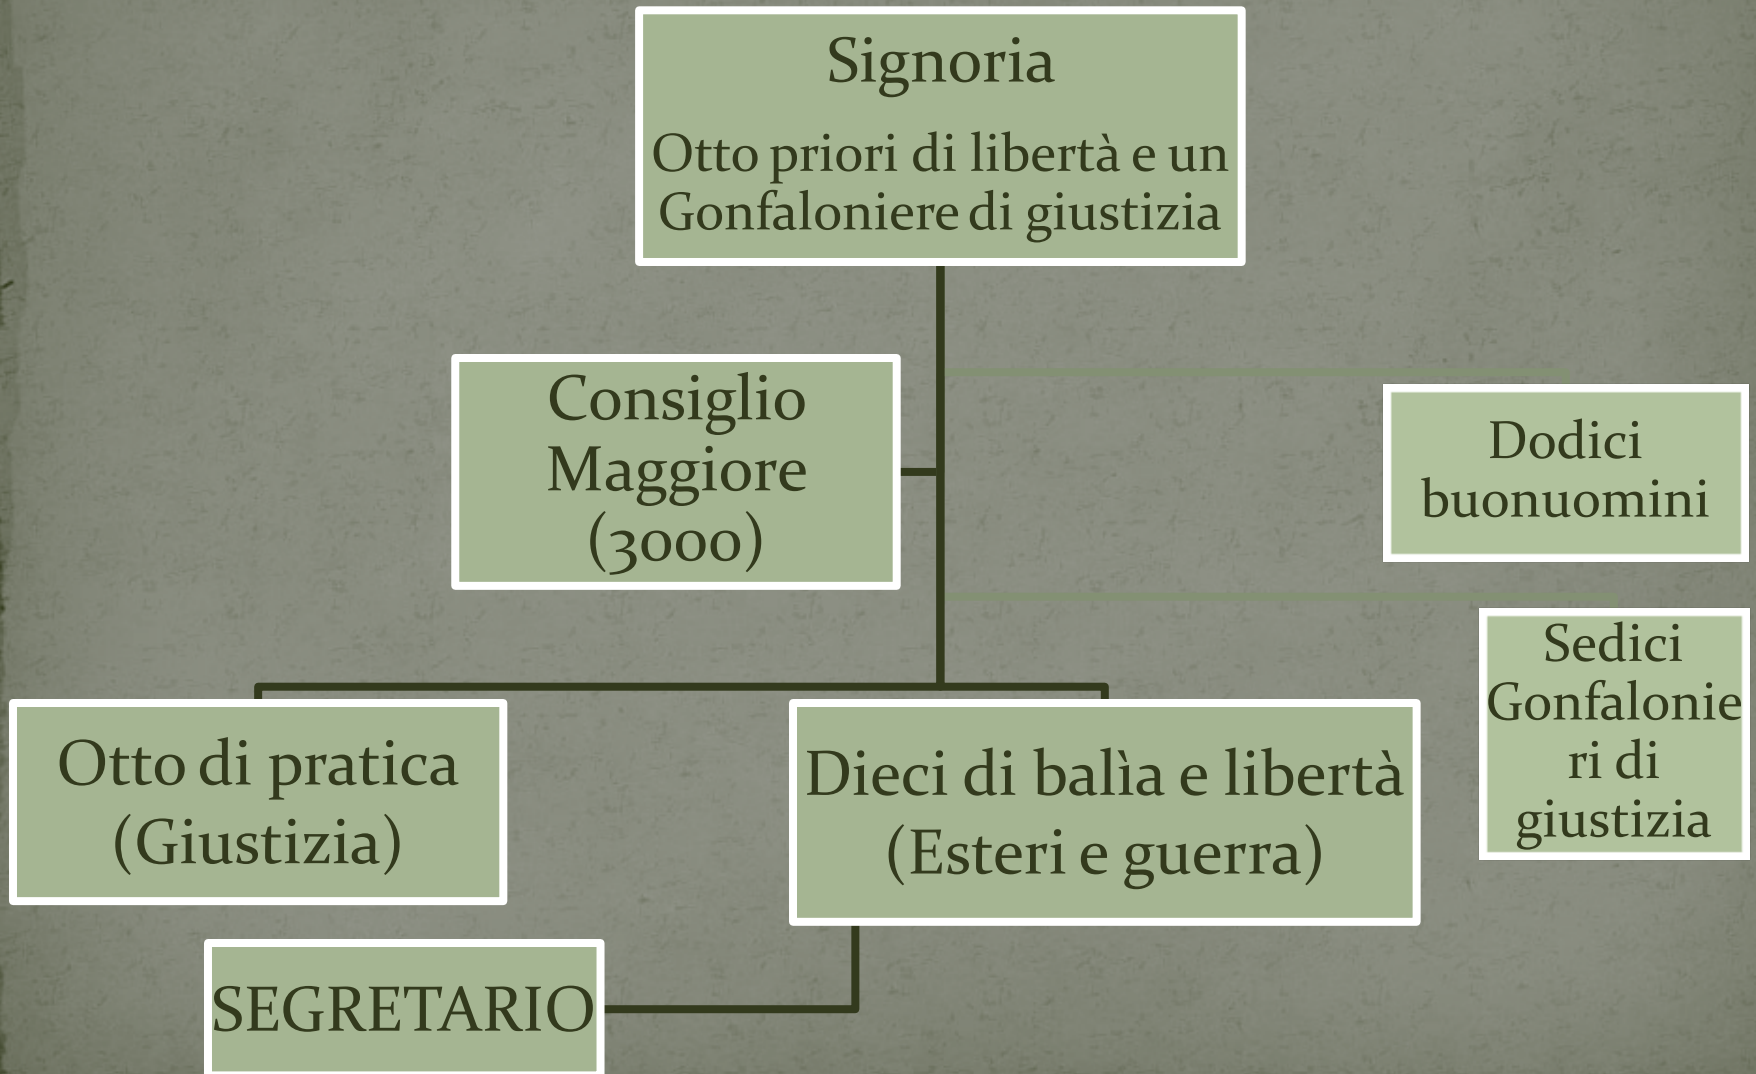 Signoria
Otto priori di libertà e un
Gonfaloniere di giustizia
Consiglio
Maggiore
(3000)
Dodici
buonuomini
Sedici
Gonfalonie
ri di
giustizia
Otto di pratica
(Giustizia)
Dieci di balìa e libertà
(Esteri e guerra)
SEGRETARIO